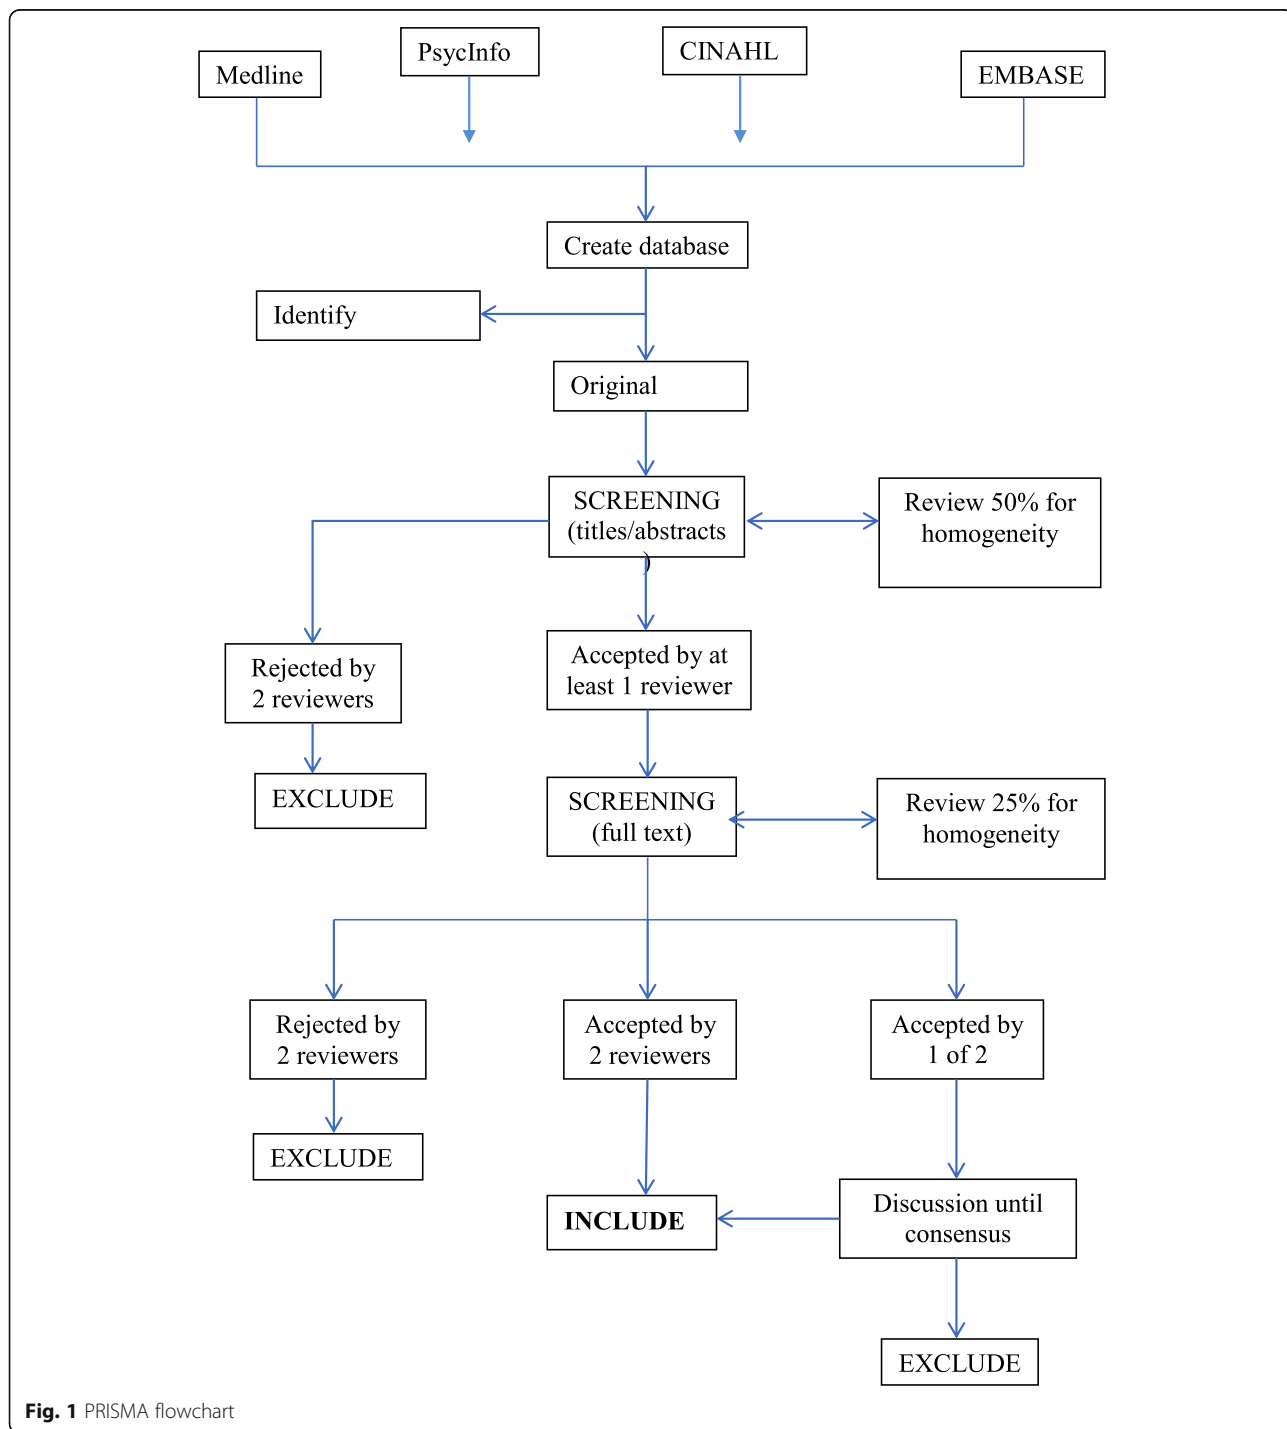 Medline
PsycInfo
CINAHL
EMBASE
Create database
Identify
Original
SCREENING
(titles/abstracts
)
Review 50% for
homogeneity
Rejected by
2 reviewers
Accepted by at
least 1 reviewer
EXCLUDE
SCREENING
(full text)
Review 25% for
homogeneity
Rejected by
2 reviewers
Accepted by
2 reviewers
Accepted by
1 of 2
EXCLUDE
INCLUDE
Discussion until
consensus
EXCLUDE
Fig. 1 PRISMA flowchart